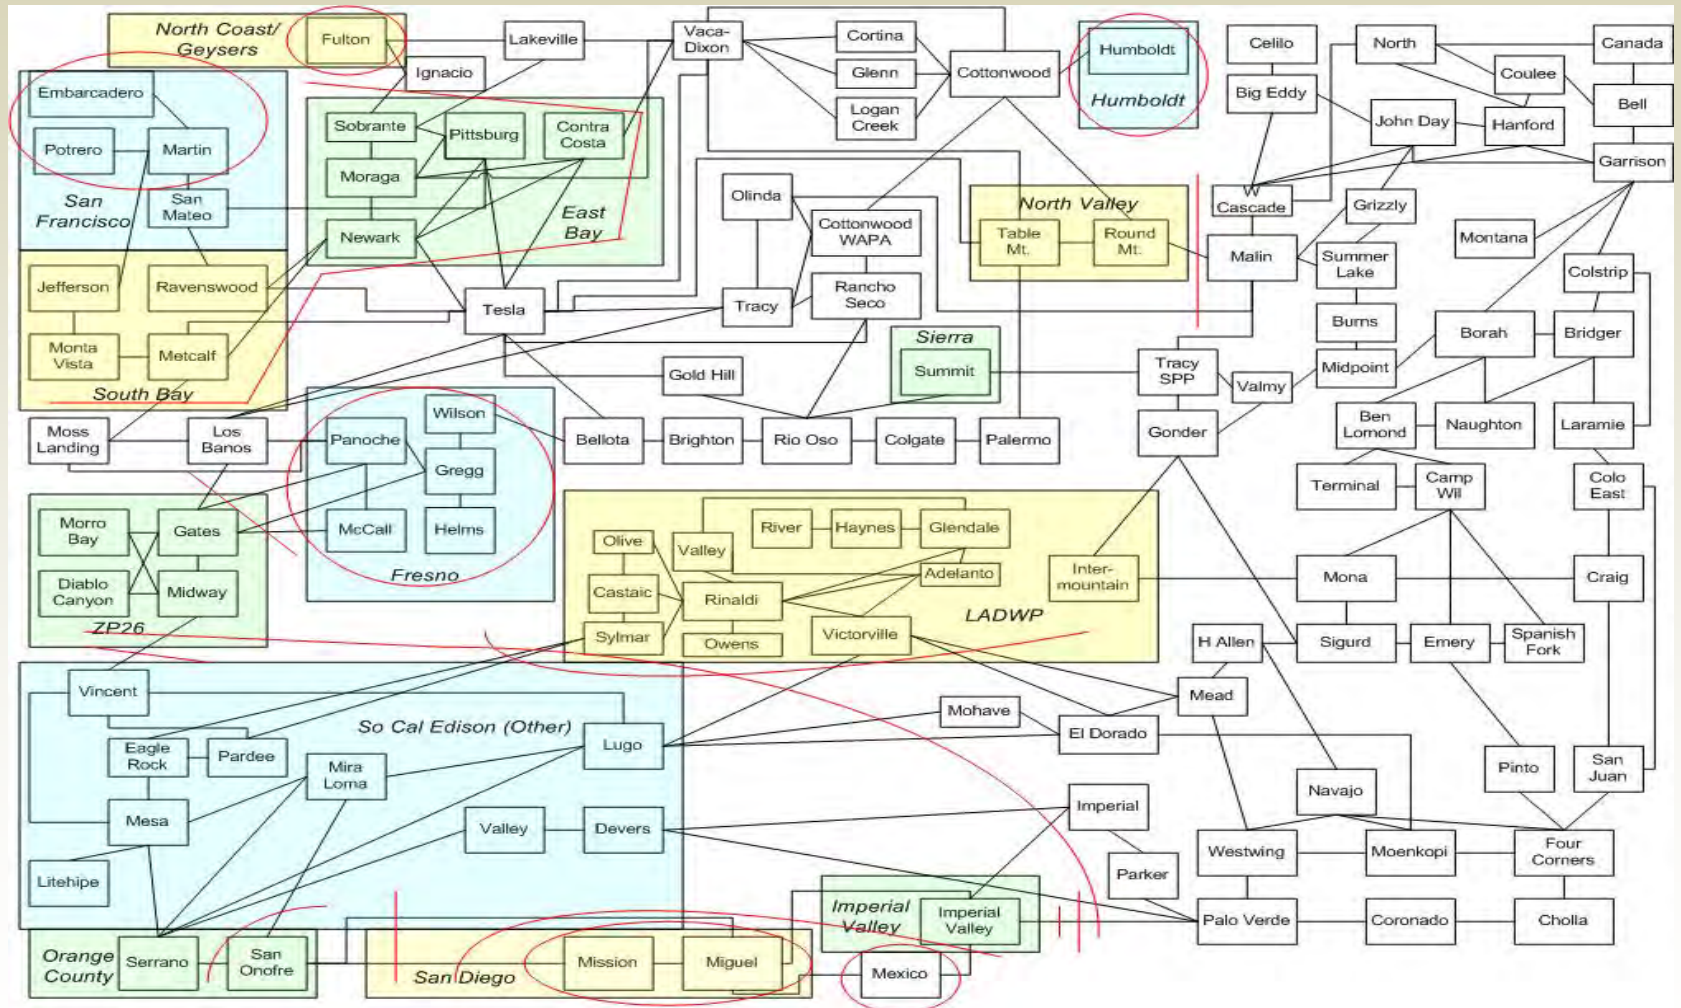 North Coast/
Geysers
Fulton
Lakeville
Vaca-
Dixon
Cortina
Glenn
Logan
Creek
Cottonwood
Humboldt
Humboldt
Celilo
Big Eddy
North
Coulee
Canada
Bell
John Day
Hanford
Garrison
Ignacio
Embarcadero
Potrero
Martin
San
Mateo
San
Francisco
Sobrante
Pittsburg
Contra
Costa
Moraga
Newark
East
Bay
Olinda
Cottonwood
WAPA
Rancho
Seco
Tracy
Tesla
North Valley
Table
Mt.
Round
Mt.
W
Cascade
Malin
Grizzly
Summer
Lake
Burns
Midpoint
Montana
Colstrip
Borah
Bridger
Jefferson
Ravenswood
Monta
Vista
Metcalf
South Bay
Gold Hill
Sierra
Summit
Tracy
SPP
Valmy
Gonder
Ben
Lomond
Naughton
Laramie
Moss
Landing
Los
Banos
Panoche
Wilson
Gregg
McCall
Helms
Fresno
Bellota
Brighton
Rio Oso
Colgate
Palermo
Terminal
Camp
Wil
Colo
East
Morro
Bay
Gates
Diablo
Canyon
Midway
ZP26
Olive
Valley
River
Haynes
Glendale
Castaic
Rinaldi
Adelanto
Sylmar
Owens
Victorville
LADWP
Inter-
mountain
Mona
Craig
H Allen
Sigurd
Emery
Spanish
Fork
Vincent
So Cal Edison (Other)
Lugo
Eagle
Rock
Pardee
Mira
Loma
Mesa
Valley
Devers
Litehipe
Mohave
El Dorado
Mead
Imperial
Parker
Navajo
Pinto
San
Juan
Westwing
Moenkopi
Four
Corners
Palo Verde
Coronado
Cholla
Imperial
Valley
Imperial
Valley
Orange
County
Serrano
San
Onofre
San Diego
Mission
Miguel
Mexico